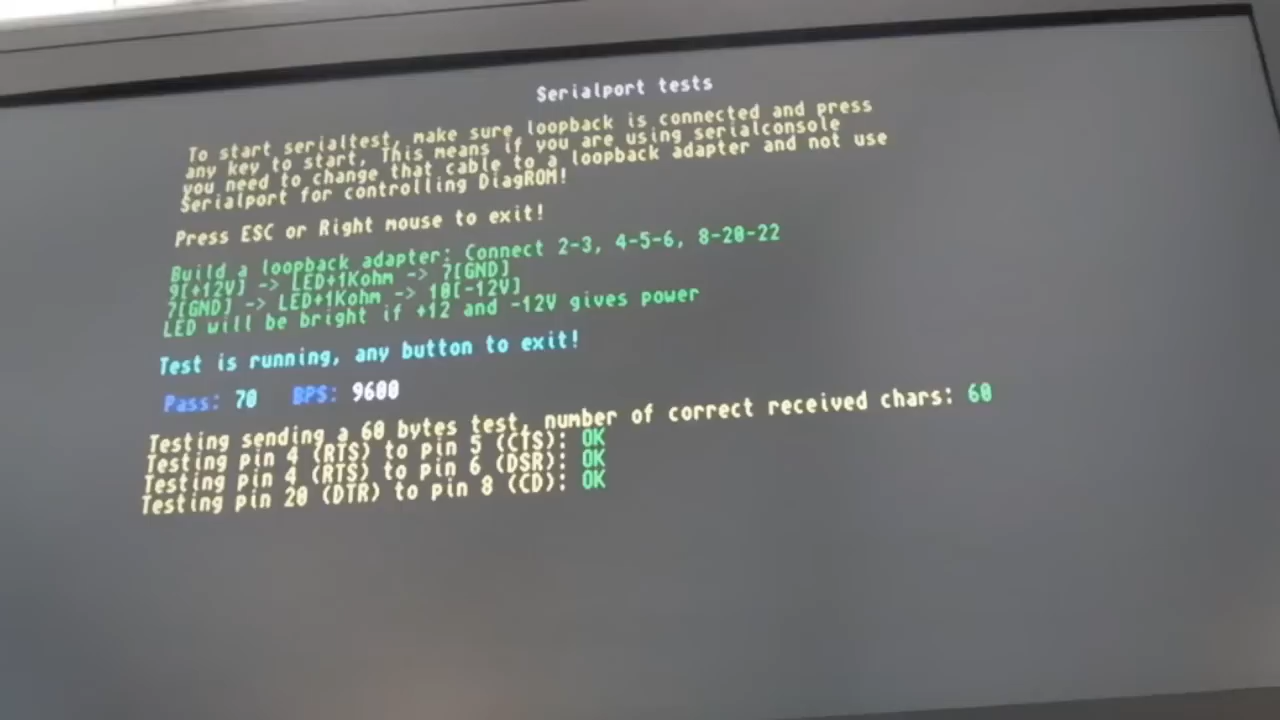 Serialport tests
To start serialtest, make sure loopback is connected and press
any key to start, This means if you are using serialconsole
you need to change that cable to a loopback adapter and not use
Serialport for controlling DiagROM!
Press ESC or Right mouse to exit!
Build a loopback adapter: Connect 2-3, 4-5-6, 8-20-22
9[+12V] -> LED+1Kohm -> 7[GND]
7[GND] -> LED+1Kohm -> 10[-12V]
LED will be bright if +12 and -12V gives power
Test is running, any button to exit!
Pass: 70 BPS: 9600
Testing sending a 60 bytes test, number of correct received chars: 60
Testing pin 4 (RTS) to pin 5 (CTS): OK
Testing pin 4 (RTS) to pin 6 (DSR): OK
Testing pin 20 (DTR) to pin 8 (CD): OK